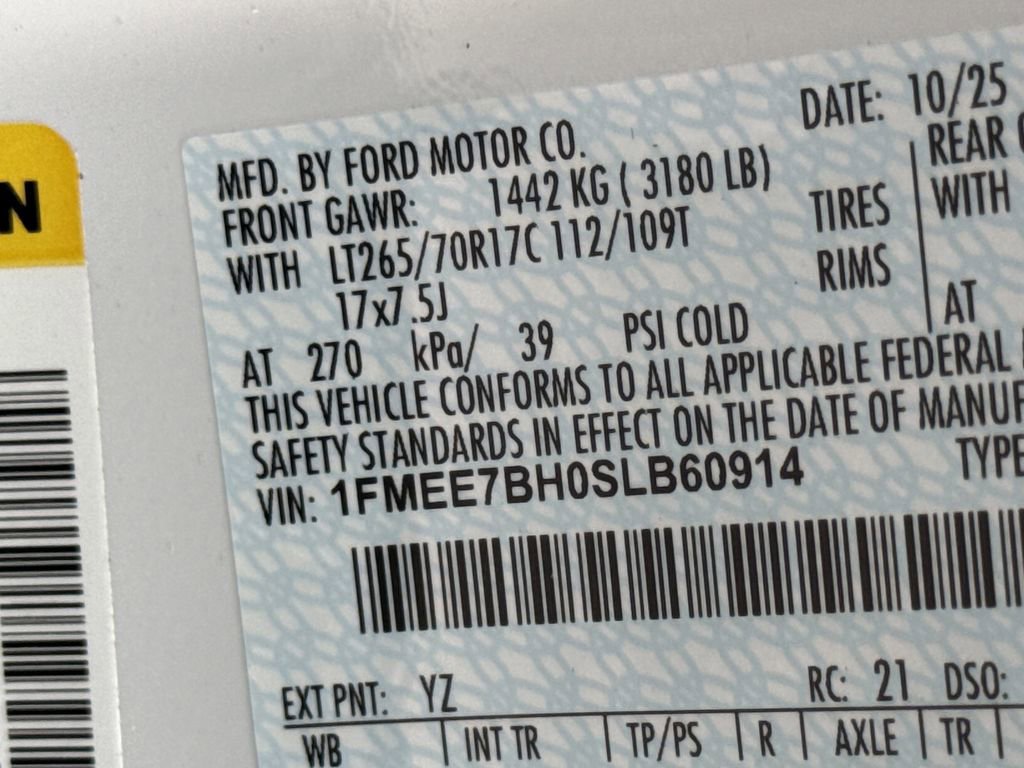 N
DATE: 10/25
MFD. BY FORD MOTOR CO.
FRONT GAWR: 1442 KG ( 3180 LB)
WITH LT265/70R17C 112/109T TIRES
17x7.5J RIMS
AT 270 kPa/ 39 PSI COLD
REAR
WITH
AT
THIS VEHICLE CONFORMS TO ALL APPLICABLE FEDERAL
SAFETY STANDARDS IN EFFECT ON THE DATE OF MANUF
VIN: 1FMEE7BH0SLB60914 TYPE
EXT PNT: YZ RC: 21 DSO:
WB INT TR TP/PS R AXLE TR